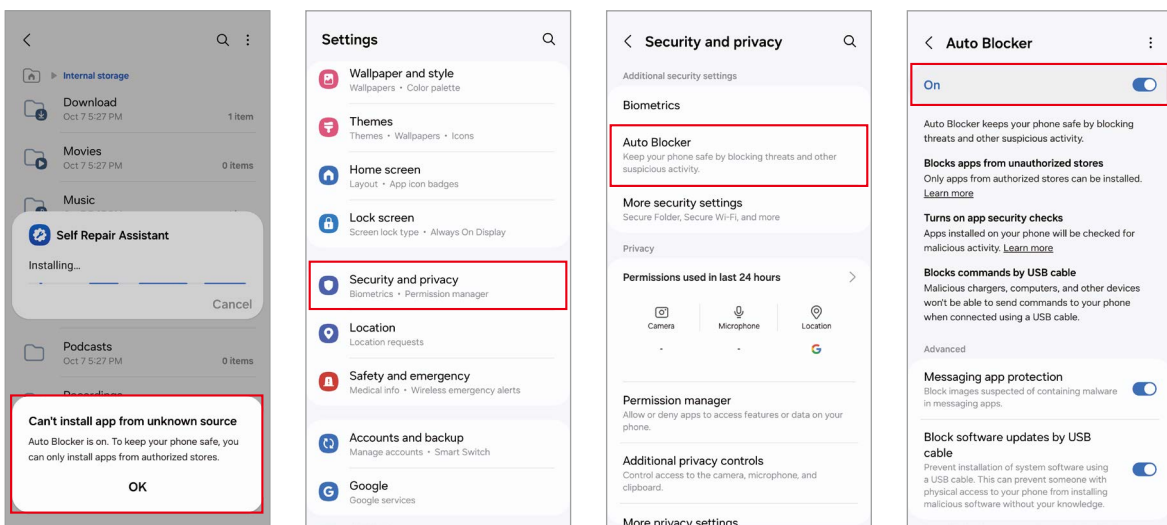 Internal storage
Download
Oct 7 5:27 PM
1 item
Movies
Oct 7 5:27 PM
0 items
Music
Self Repair Assistant
Installing...
Cancel
Podcasts
Oct 7 5:27 PM
0 items
Can't install app from unknown source
Auto Blocker is on. To keep your phone safe, you
can only install apps from authorized stores.
OK
Settings
Wallpaper and style
Wallpapers • Color palette
Themes
Themes • Wallpapers • Icons
Home screen
Layout • App icon badges
Lock screen
Screen lock type • Always On Display
Security and privacy
Biometrics • Permission manager
Location
Location requests
Safety and emergency
Medical info • Wireless emergency alerts
Accounts and backup
Manage accounts • Smart Switch
Google
Google services
Security and privacy
Additional security settings
Biometrics
Auto Blocker
Keep your phone safe by blocking threats and other
suspicious activity.
More security settings
Secure Folder, Secure Wi-Fi, and more
Privacy
Permissions used in last 24 hours
Camera
Microphone
Location
-
-
Permission manager
Allow or deny apps to access features or data on your
phone.
Additional privacy controls
Control access to the camera, microphone, and
clipboard.
More privacy settings
Auto Blocker
On
Auto Blocker keeps your phone safe by blocking
threats and other suspicious activity.
Blocks apps from unauthorized stores
Only apps from authorized stores can be installed.
Learn more
Turns on app security checks
Apps installed on your phone will be checked for
malicious activity. Learn more
Blocks commands by USB cable
Malicious chargers, computers, and other devices
won't be able to send commands to your phone
when connected using a USB cable.
Advanced
Messaging app protection
Block images suspected of containing malware
in messaging apps.
Block software updates by USB
cable
Prevent installation of system software using
a USB cable. This can prevent someone with
physical access to your phone from installing
malicious software without your knowledge.